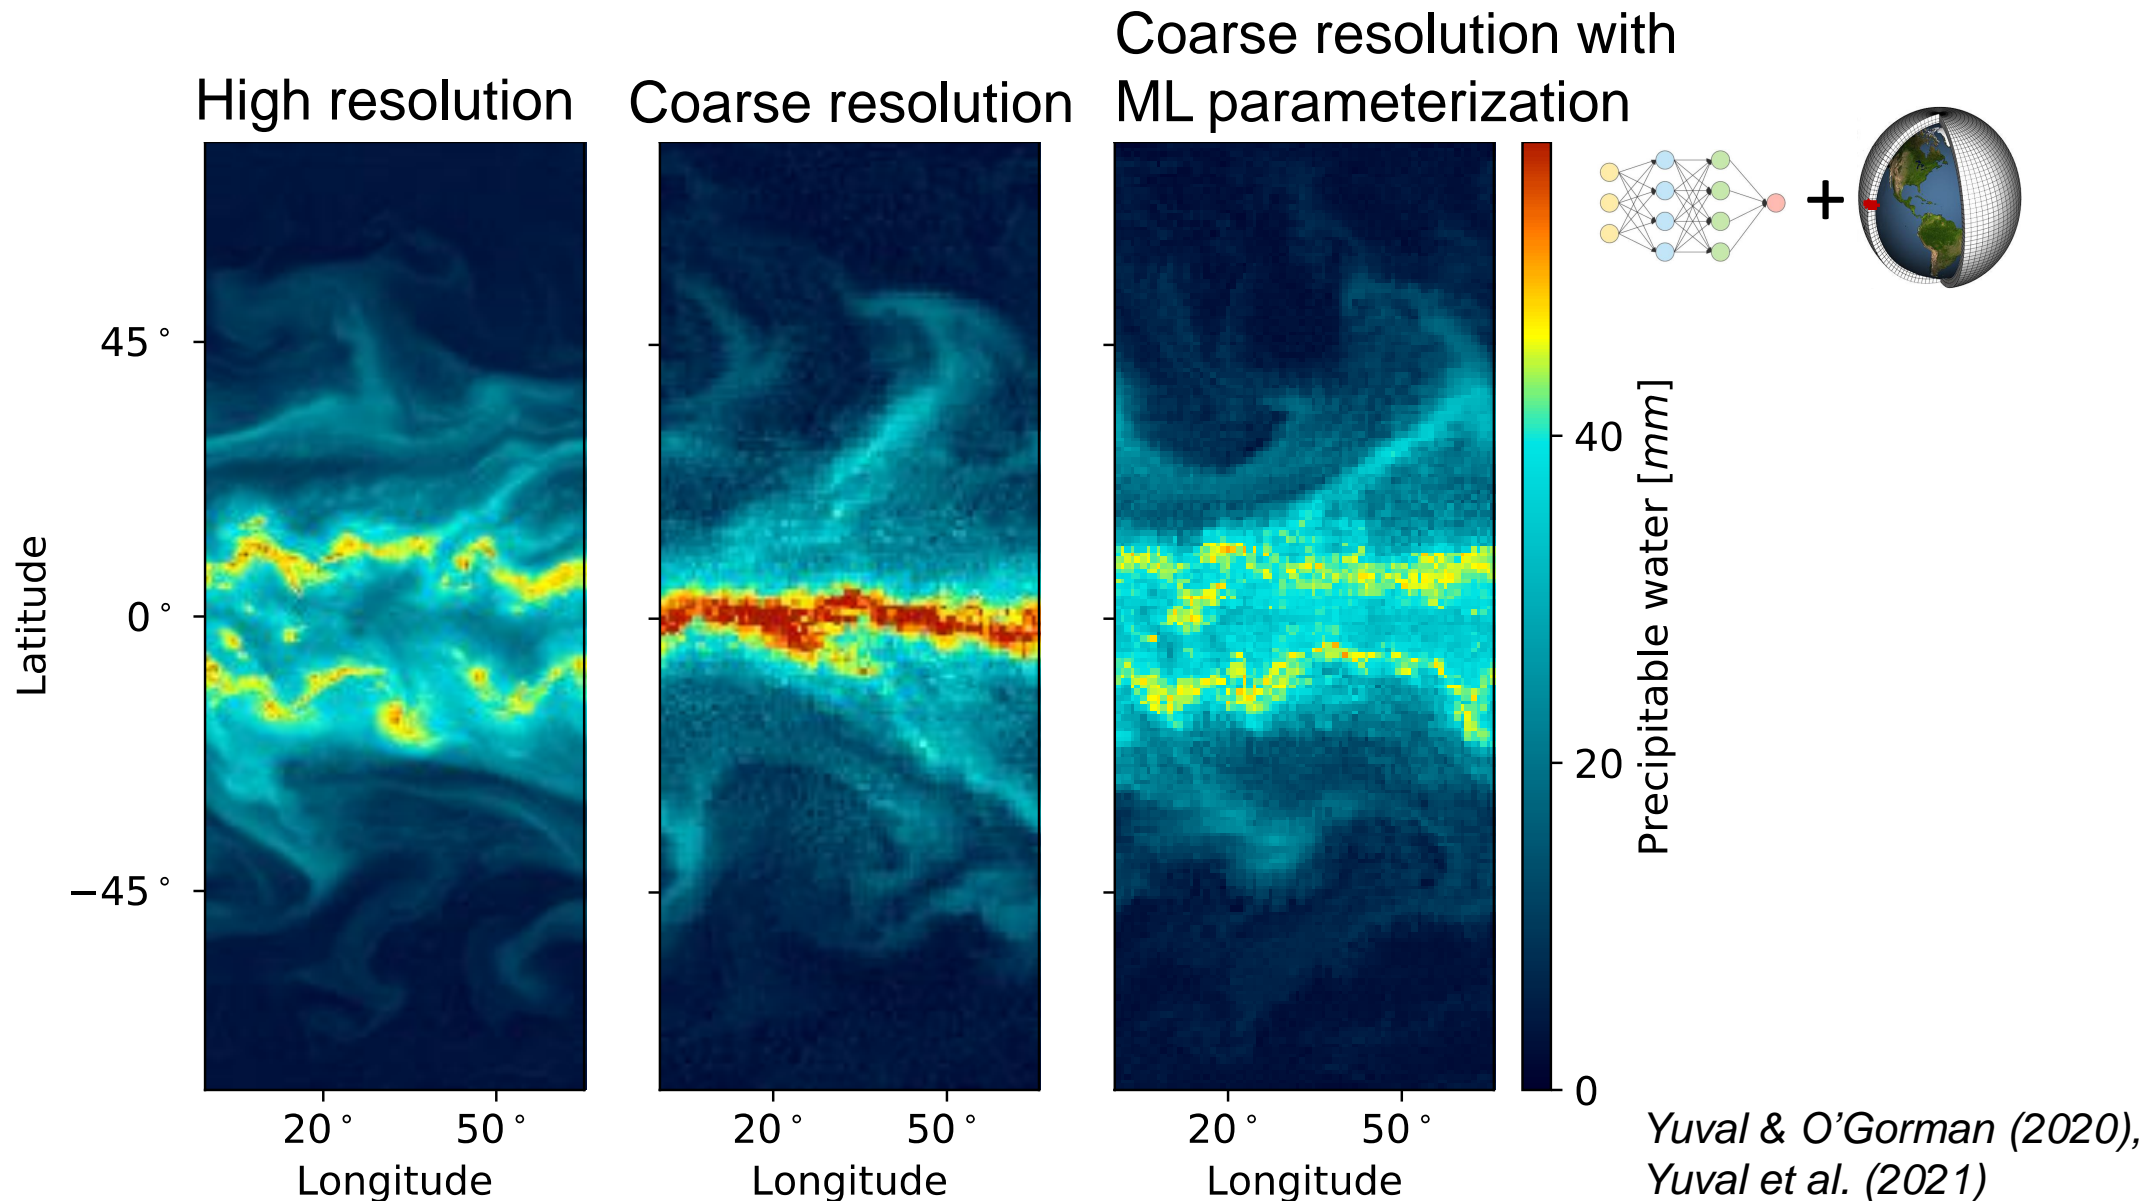 Coarse resolution with
ML parameterization
High resolution
Coarse resolution
45°
0°
−45°
Latitude
20° 50°
Longitude
20° 50°
Longitude
20° 50°
Longitude
40
20
0
Precipitable water [mm]
+
Yuval & O’Gorman (2020),
Yuval et al. (2021)